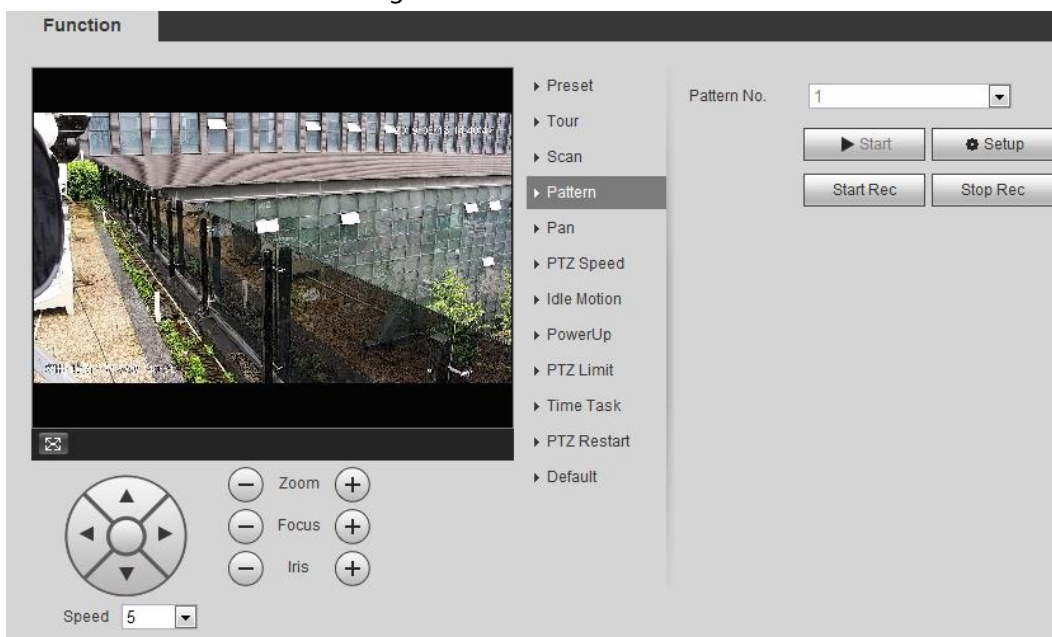 Function
Preset
Tour
Scan
Pattern
Pan
PTZ Speed
Idle Motion
PowerUp
PTZ Limit
Time Task
PTZ Restart
Default
Pattern No. 1
Start Setup
Start Rec Stop Rec
Zoom
Focus
Iris
Speed 5